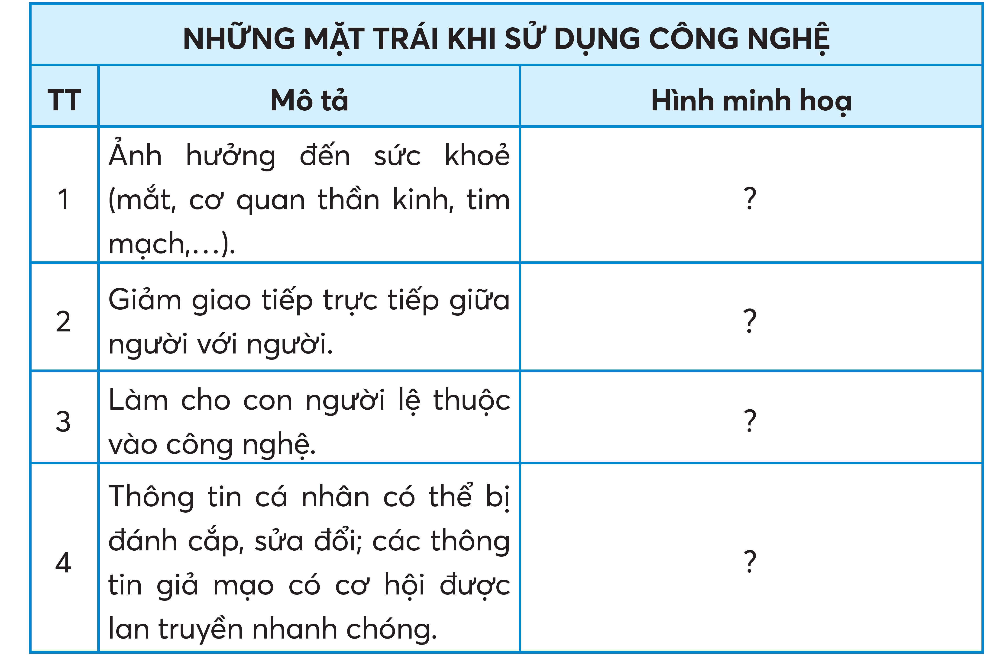 NHỮNG MẶT TRÁI KHI SỬ DỤNG CÔNG NGHỆ
TT Mô tả Hình minh hoạ
Ảnh hưởng đến sức khoẻ
1 (mắt, cơ quan thần kinh, tim ?
mạch,…).
Giảm giao tiếp trực tiếp giữa
2 ?
người với người.
Làm cho con người lệ thuộc
3 ?
vào công nghệ.
Thông tin cá nhân có thể bị
đánh cắp, sửa đổi; các thông
4 ?
tin giả mạo có cơ hội được
lan truyền nhanh chóng.